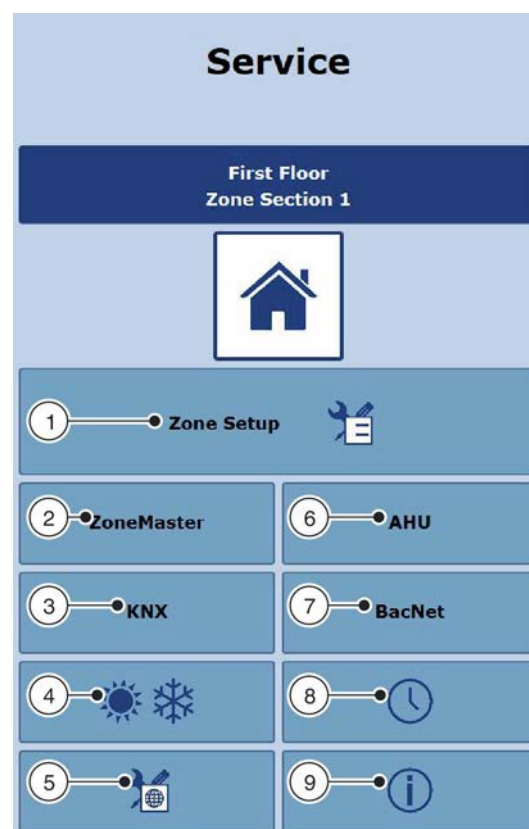 Service
First Floor
Zone Section 1
1 Zone Setup
2 ZoneMaster
6 AHU
3 KNX
7 BacNet
4
8
5
9